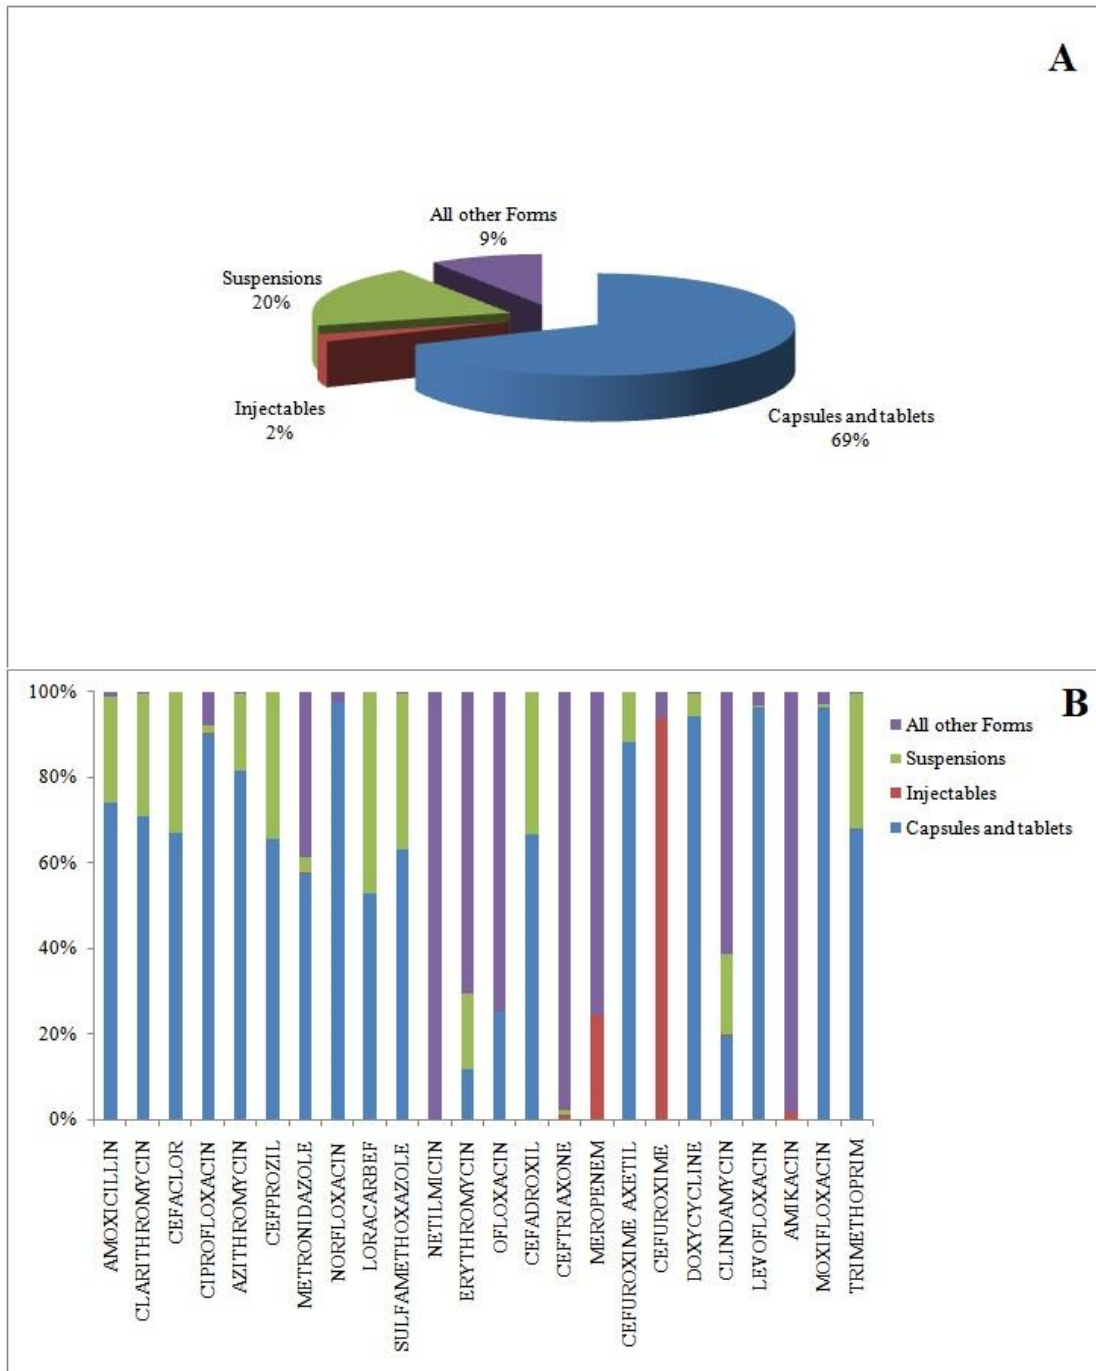 A
All other Forms
9%
Suspensions
20%
Injectables
2%
Capsules and tablets
69%
B
100%
80%
60%
40%
20%
0%
All other Forms
Suspensions
Injectables
Capsules and tablets
AMOXICILLIN
CLARITHROMYCIN
CEFACLOR
CIPROFLOXACIN
AZITHROMYCIN
CEFPROZIL
METRONIDAZOLE
NORFLOXACIN
LORACARBEF
SULFAMETHOXAZOLE
NETILMICIN
ERYTHROMYCIN
OFLOXACIN
CEFADROXIL
CEFTRIAXONE
MEROPENEM
CEFUROXIME AXETIL
CEFUROXIME
DOXYCYCLINE
CLINDAMYCIN
LEVOFLOXACIN
AMIKACIN
MOXIFLOXACIN
TRIMETHOPRIM